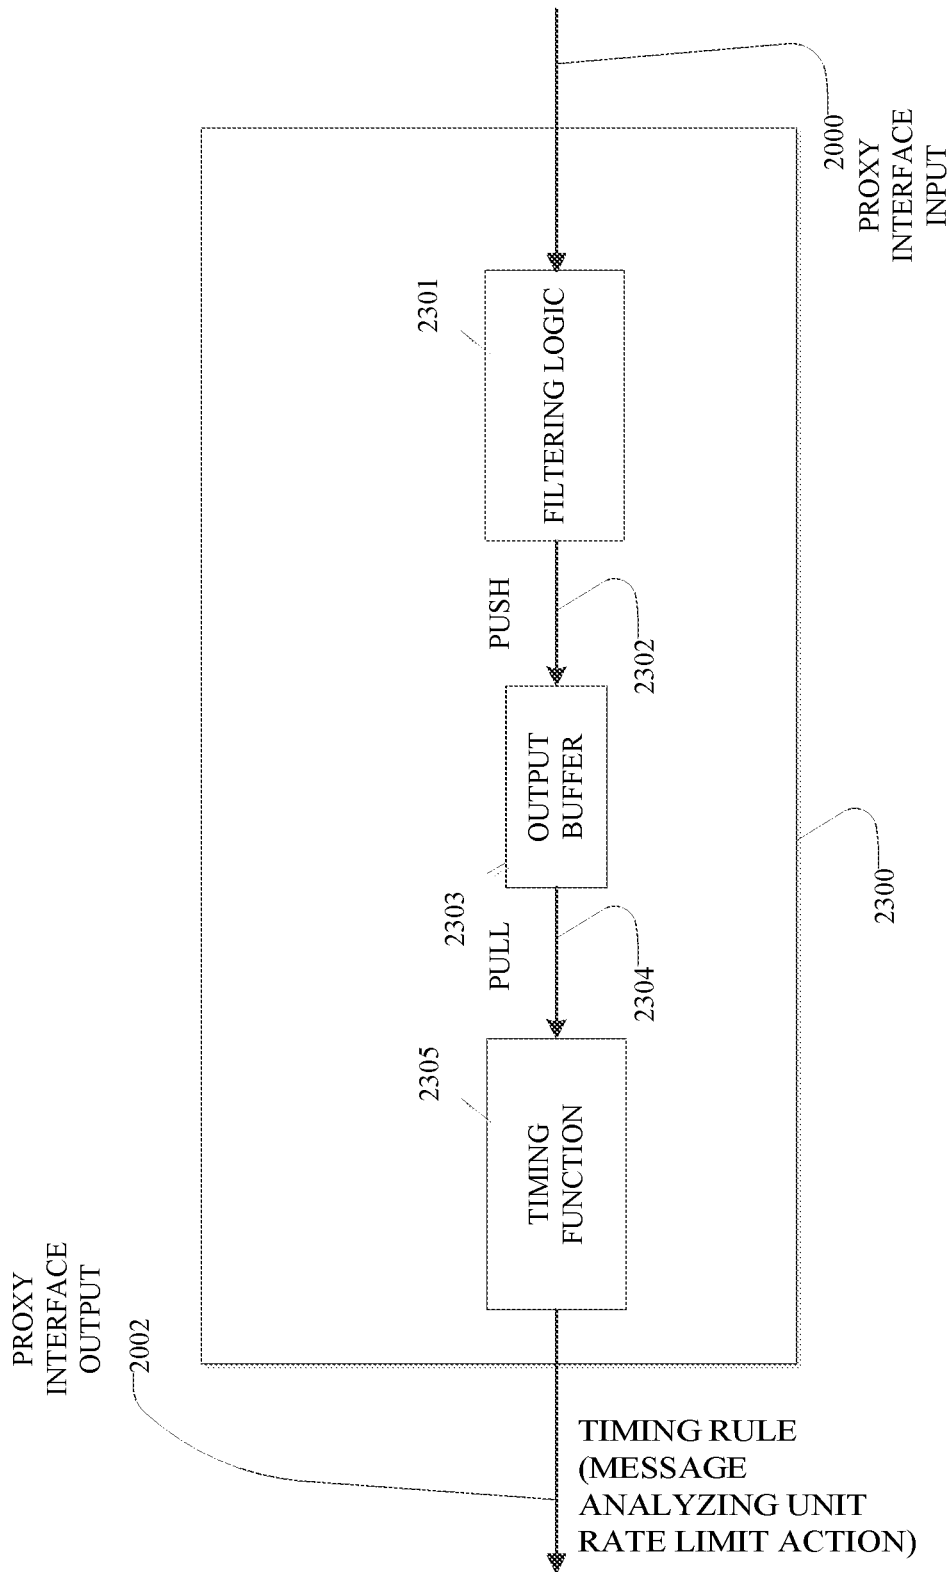 2000
PROXY
INTERFACE
INPUT
2301
FILTERING LOGIC
PUSH
2302
OUTPUT
BUFFER
2303
2300
PULL
2304
2305
TIMING
FUNCTION
PROXY
INTERFACE
OUTPUT
2002
TIMING RULE
(MESSAGE
ANALYZING UNIT
RATE LIMIT ACTION)